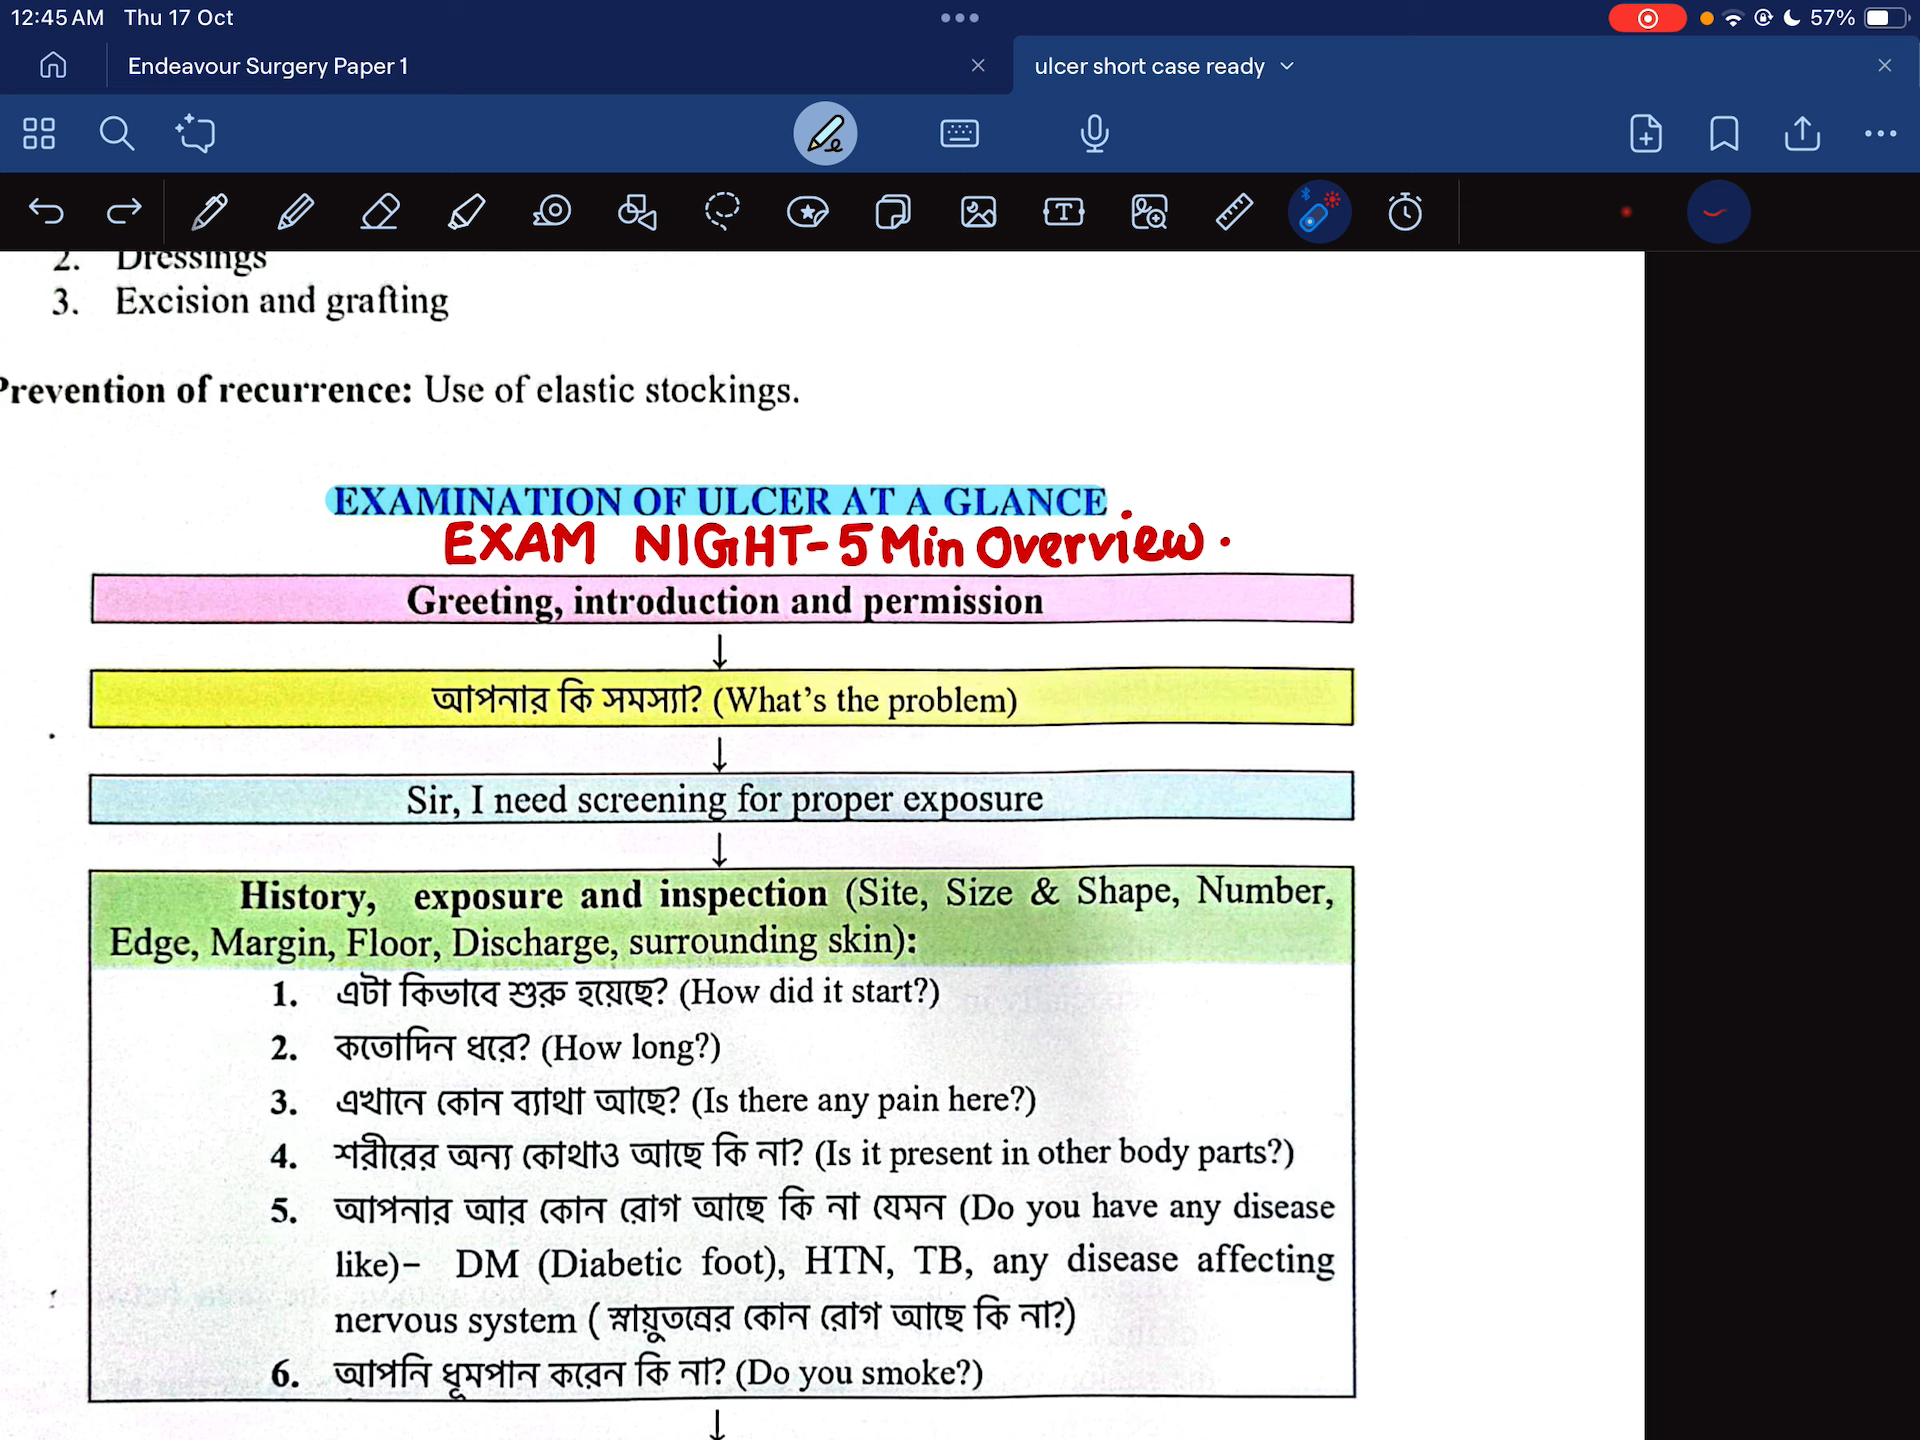 12:45 AM Thu 17 Oct
57%
Endeavour Surgery Paper 1
ulcer short case ready
2. Dressings
3. Excision and grafting
Prevention of recurrence: Use of elastic stockings.
EXAMINATION OF ULCER AT A GLANCE
EXAM NIGHT-5 Min Overview.
Greeting, introduction and permission
↓
আপনার কি সমস্যা? (What's the problem)
↓
Sir, I need screening for proper exposure
↓
History, exposure and inspection (Site, Size & Shape, Number,
Edge, Margin, Floor, Discharge, surrounding skin):
1. এটা কিভাবে শুরু হয়েছে? (How did it start?)
2. কতোদিন ধরে? (How long?)
3. এখানে কোন ব্যাথা আছে? (Is there any pain here?)
4. শরীরের অন্য কোথাও আছে কি না? (Is it present in other body parts?)
5. আপনার আর কোন রোগ আছে কি না যেমন (Do you have any disease
like)– DM (Diabetic foot), HTN, TB, any disease affecting
nervous system ( স্নায়ুতন্ত্রের কোন রোগ আছে কি না?)
6. আপনি ধূমপান করেন কি না? (Do you smoke?)
↓